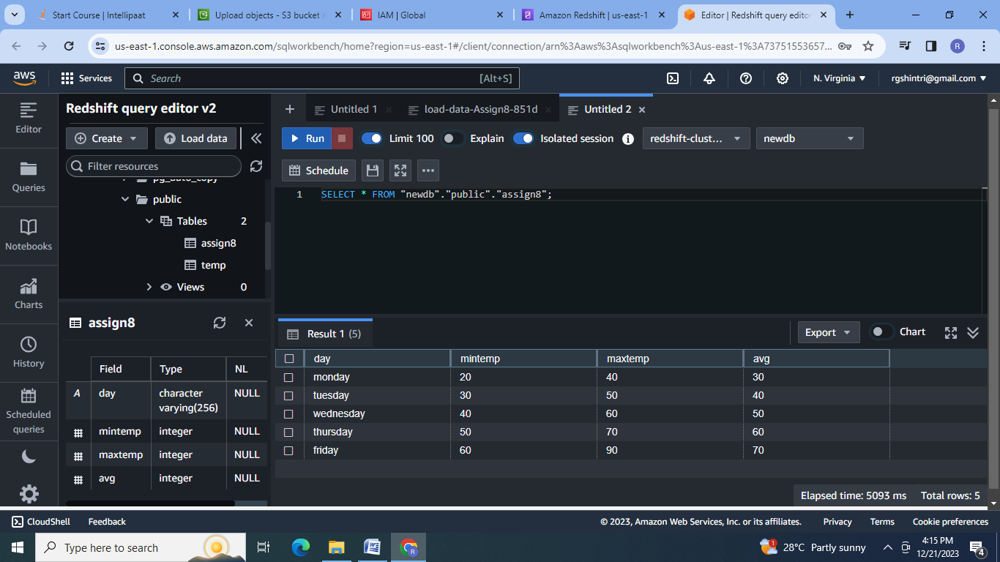 Start Course | Intellipaat
Upload objects - S3 bucket r
IAM | Global
Amazon Redshift | us-east-1
Editor | Redshift query editor
us-east-1.console.aws.amazon.com/sqlworkbench/home?region=us-east-1#/client/connection/arn%3Aaws%3Asqlworkbench%3Aus-east-1%3A73751553657...
R
aws
Services
Search
[Alt+S]
N. Virginia
rgshintri@gmail.com
Editor
Queries
Notebooks
Charts
History
Scheduled
queries
Redshift query editor v2
Create
Load data
Filter resources
pg_auto_copy
public
Tables 2
assign8
temp
Views 0
assign8
Field Type NL
A day character varying(256) NULL
mintemp integer NULL
maxtemp integer NULL
avg integer NULL
Untitled 1
load-data-Assign8-851d
Untitled 2
Run
Limit 100
Explain
Isolated session
redshift-clust...
newdb
Schedule
1 SELECT * FROM "newdb"."public"."assign8";
Result 1 (5)
Export
Chart
day mintemp maxtemp avg
monday 20 40 30
tuesday 30 50 40
wednesday 40 60 50
thursday 50 70 60
friday 60 90 70
Elapsed time: 5093 ms Total rows: 5
CloudShell
Feedback
© 2023, Amazon Web Services, Inc. or its affiliates.
Privacy
Terms
Cookie preferences
Type here to search
28°C Partly sunny
4:15 PM
12/21/2023
4